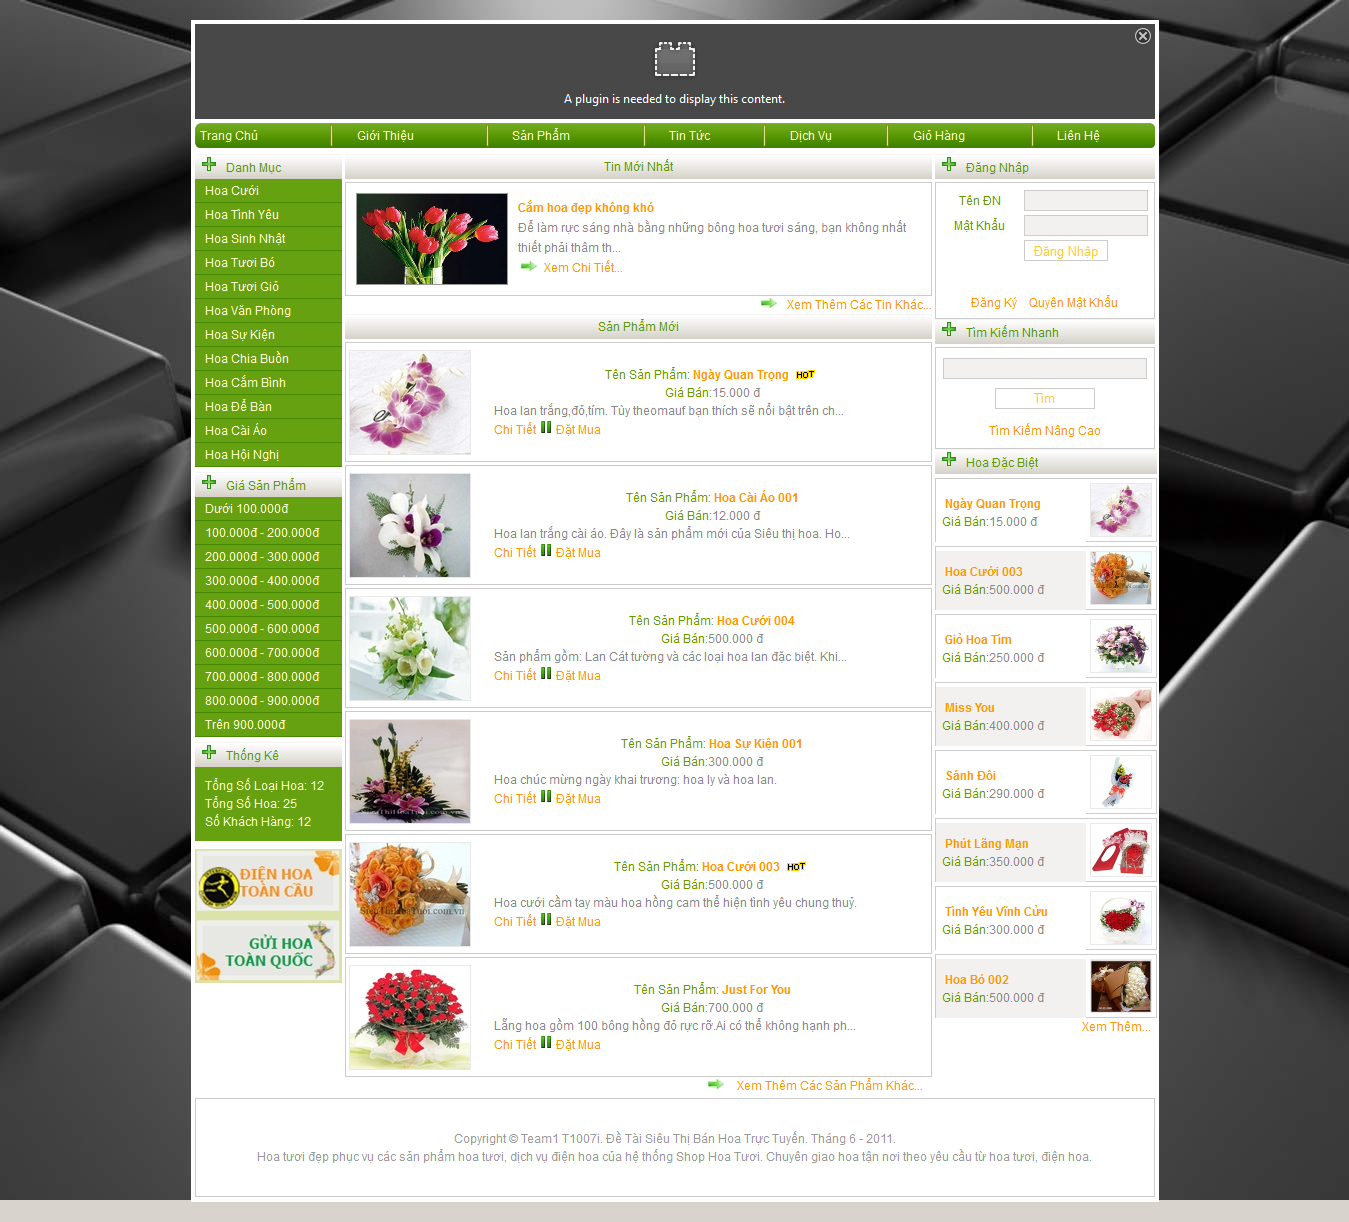 A plugin is needed to display this content.
Trang Chủ
Giới Thiệu
Sản Phẩm
Tin Tức
Dịch Vụ
Giỏ Hàng
Liên Hệ
Danh Mục
Hoa Cưới
Hoa Tình Yêu
Hoa Sinh Nhật
Hoa Tươi Bó
Hoa Tươi Giỏ
Hoa Văn Phòng
Hoa Sự Kiện
Hoa Chia Buồn
Hoa Cắm Bình
Hoa Để Bàn
Hoa Cài Áo
Hoa Hội Nghị
Giá Sản Phẩm
Dưới 100.000đ
100.000đ - 200.000đ
200.000đ - 300.000đ
300.000đ - 400.000đ
400.000đ - 500.000đ
500.000đ - 600.000đ
600.000đ - 700.000đ
700.000đ - 800.000đ
800.000đ - 900.000đ
Trên 900.000đ
Thống Kê
Tổng Số Loại Hoa: 12
Tổng Số Hoa: 25
Số Khách Hàng: 12
ĐIỆN HOA
TOÀN CẦU
GỬI HOA
TOÀN QUỐC
Tin Mới Nhất
Cắm hoa đẹp không khó
Để làm rực sáng nhà bằng những bông hoa tươi sáng, bạn không nhất
thiết phải thâm th...
Xem Chi Tiết...
Xem Thêm Các Tin Khác...
Sản Phẩm Mới
Tên Sản Phẩm: Ngày Quan Trọng HOT
Giá Bán:15.000 đ
Hoa lan trắng,đỏ,tím. Tủy theomauf bạn thích sẽ nổi bật trên ch...
Chi Tiết Đặt Mua
Tên Sản Phẩm: Hoa Cài Áo 001
Giá Bán:12.000 đ
Hoa lan trắng cài áo. Đây là sản phẩm mới của Siêu thị hoa. Ho...
Chi Tiết Đặt Mua
Tên Sản Phẩm: Hoa Cưới 004
Giá Bán:500.000 đ
Sản phẩm gồm: Lan Cát tường và các loại hoa lan đặc biệt. Khi...
Chi Tiết Đặt Mua
Tên Sản Phẩm: Hoa Sự Kiện 001
Giá Bán:300.000 đ
Hoa chúc mừng ngày khai trương: hoa ly và hoa lan.
Chi Tiết Đặt Mua
SieuThiHoaTuoi.com.vn
Tên Sản Phẩm: Hoa Cưới 003 HOT
Giá Bán:500.000 đ
Hoa cưới cầm tay màu hoa hồng cam thể hiện tình yêu chung thuỷ.
Chi Tiết Đặt Mua
SieuThiHoaTuoi.com.vn
Tên Sản Phẩm: Just For You
Giá Bán:700.000 đ
Lẵng hoa gồm 100 bông hồng đỏ rực rỡ.Ai có thể không hạnh ph...
Chi Tiết Đặt Mua
Xem Thêm Các Sản Phẩm Khác...
Đăng Nhập
Tên ĐN
Mật Khẩu
Đăng Nhập
Đăng Ký Quyên Mật Khẩu
Tìm Kiếm Nhanh
Tìm
Tìm Kiếm Nâng Cao
Hoa Đặc Biệt
Ngày Quan Trọng
Giá Bán:15.000 đ
Hoa Cưới 003
Giá Bán:500.000 đ
Giỏ Hoa Tím
Giá Bán:250.000 đ
Miss You
Giá Bán:400.000 đ
Sánh Đôi
Giá Bán:290.000 đ
Phút Lãng Mạn
Giá Bán:350.000 đ
Tình Yêu Vĩnh Cửu
Giá Bán:300.000 đ
Hoa Bó 002
Giá Bán:500.000 đ
Xem Thêm...
Copyright © Team1 T1007i. Đề Tài Siêu Thị Bán Hoa Trực Tuyến. Tháng 6 - 2011.
Hoa tươi đẹp phục vụ các sản phẩm hoa tươi, dịch vụ điện hoa của hệ thống Shop Hoa Tươi. Chuyên giao hoa tận nơi theo yêu cầu từ hoa tươi, điện hoa.